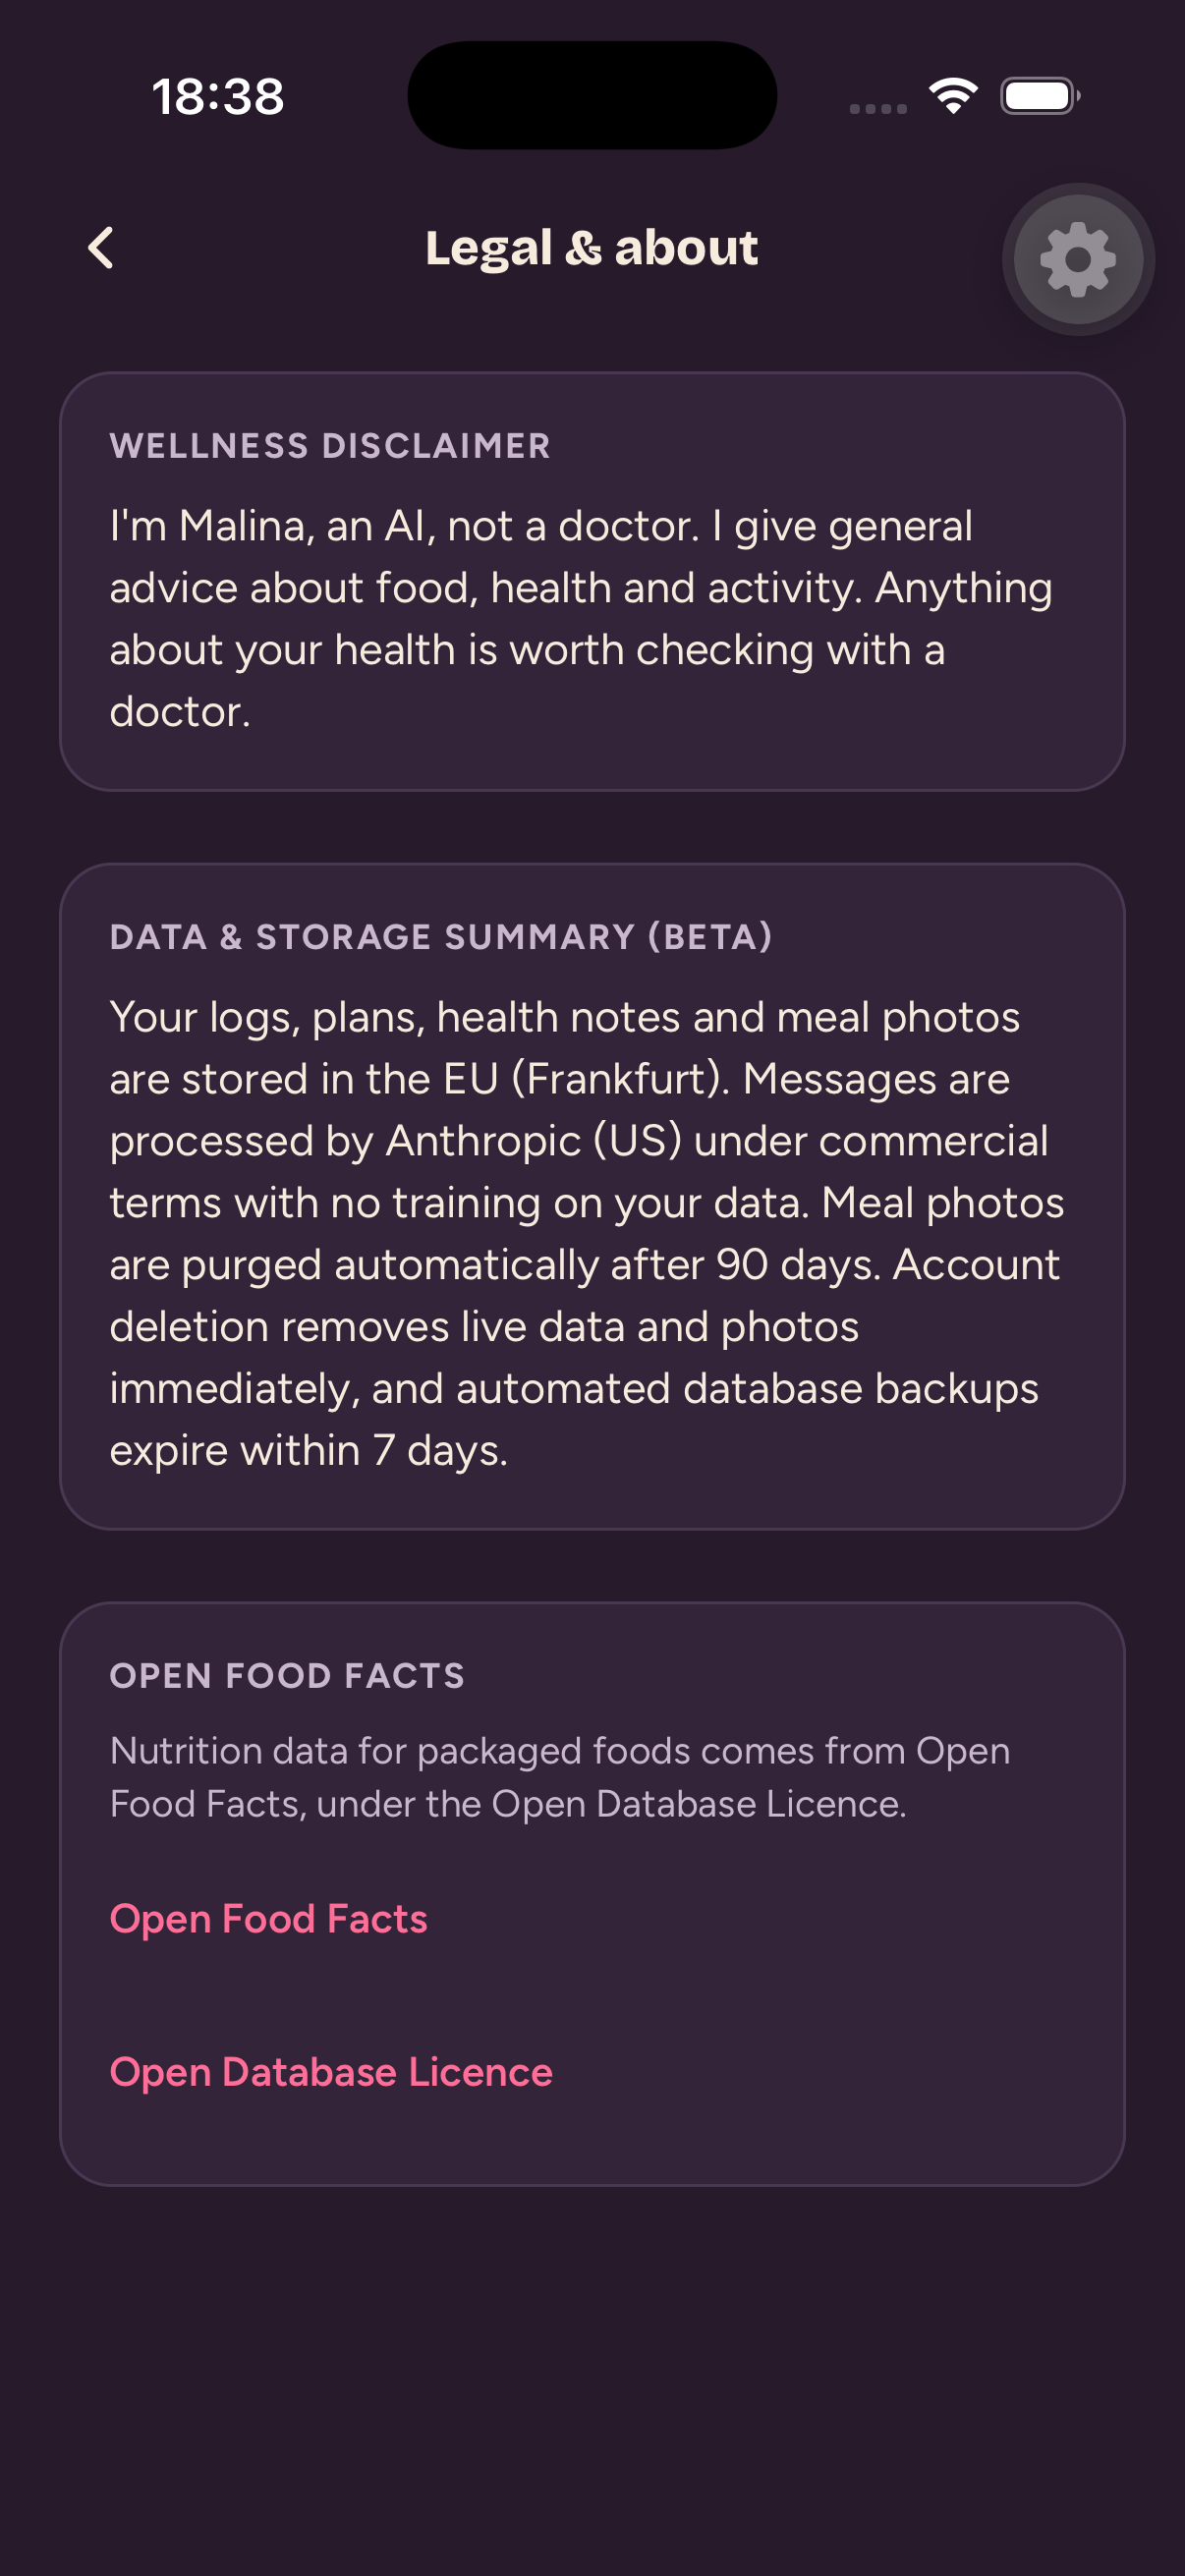 18:38
Legal & about
WELLNESS DISCLAIMER
I'm Malina, an AI, not a doctor. I give general
advice about food, health and activity. Anything
about your health is worth checking with a
doctor.
DATA & STORAGE SUMMARY (BETA)
Your logs, plans, health notes and meal photos
are stored in the EU (Frankfurt). Messages are
processed by Anthropic (US) under commercial
terms with no training on your data. Meal photos
are purged automatically after 90 days. Account
deletion removes live data and photos
immediately, and automated database backups
expire within 7 days.
OPEN FOOD FACTS
Nutrition data for packaged foods comes from Open
Food Facts, under the Open Database Licence.
Open Food Facts
Open Database Licence